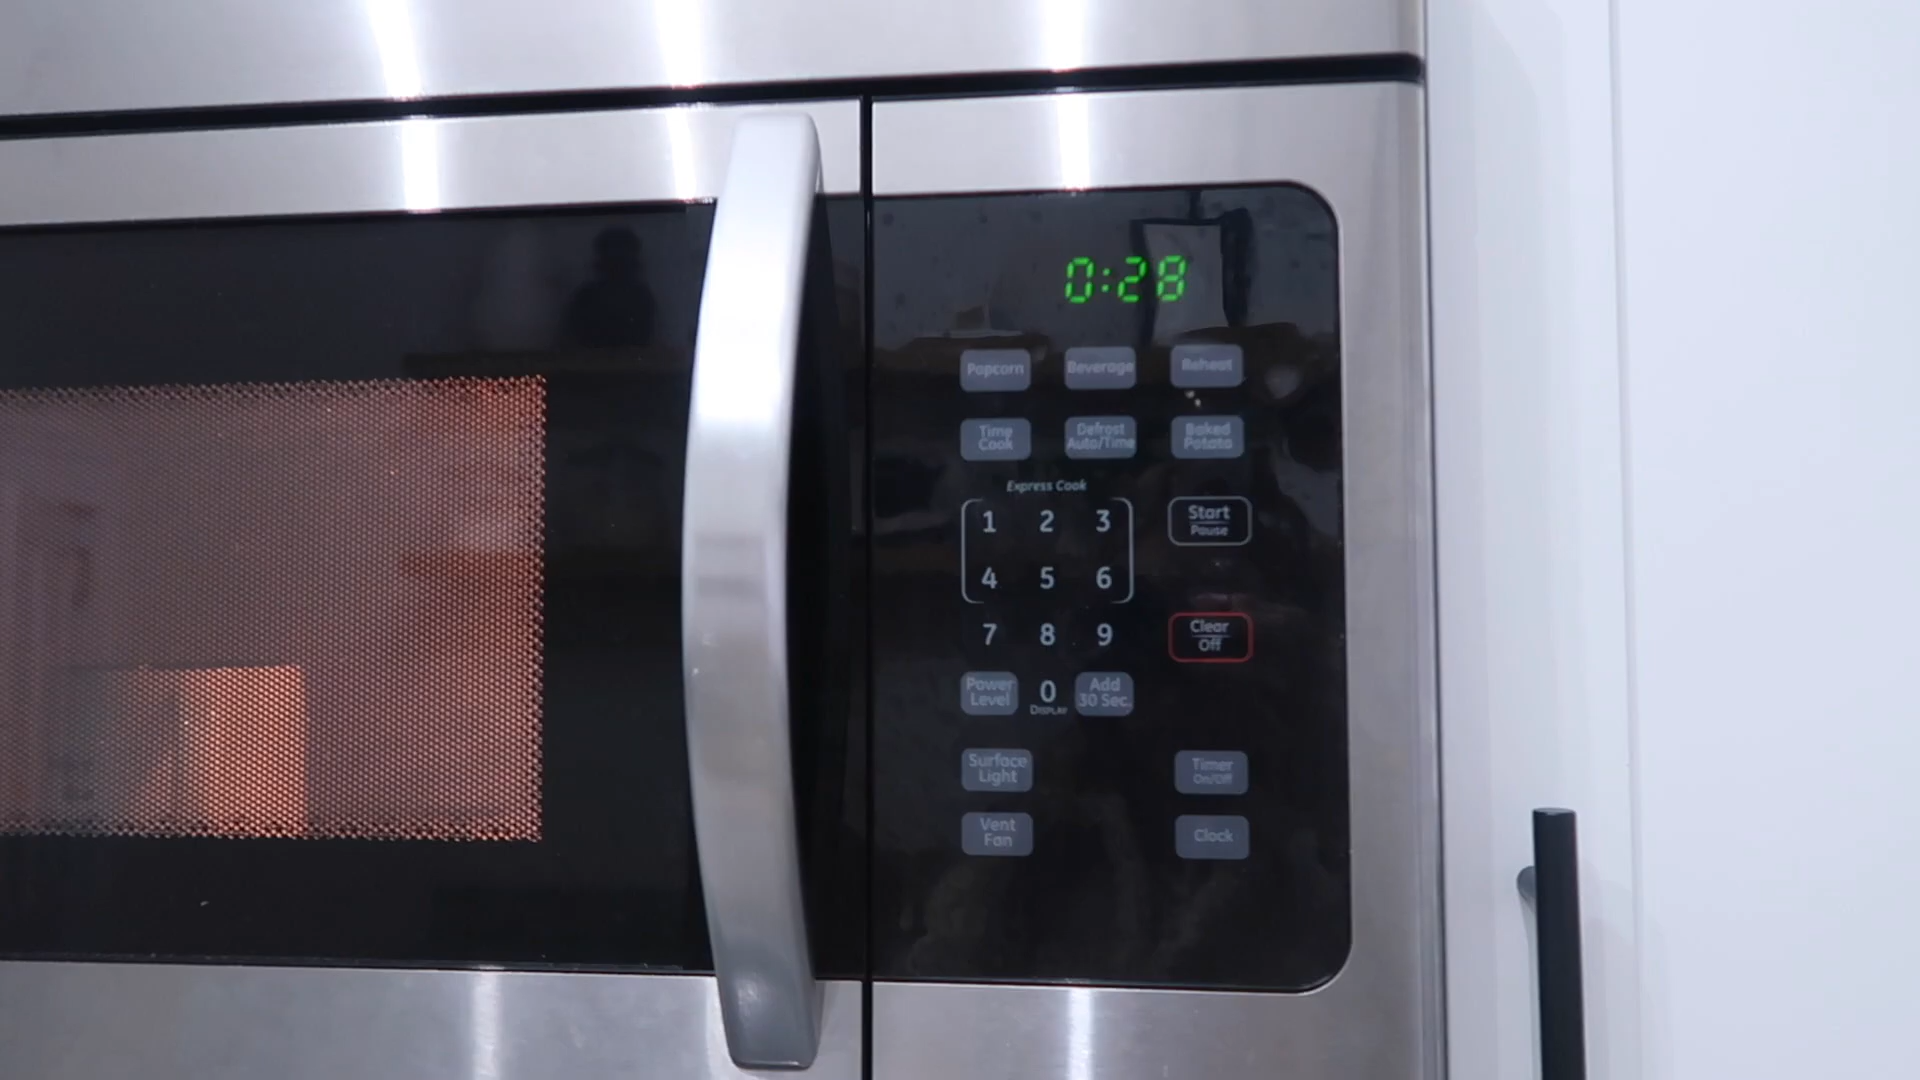 0:28
Popcorn
Beverage
Reheat
Time
Cook
Defrost
Auto/Time
Baked
Potato
Express Cook
1 2 3
Start
Pause
4 5 6
7 8 9
Clear
Off
Power
Level
0
DISPLAY
Add
30 Sec.
Surface
Light
Timer
On/Off
Vent
Fan
Clock